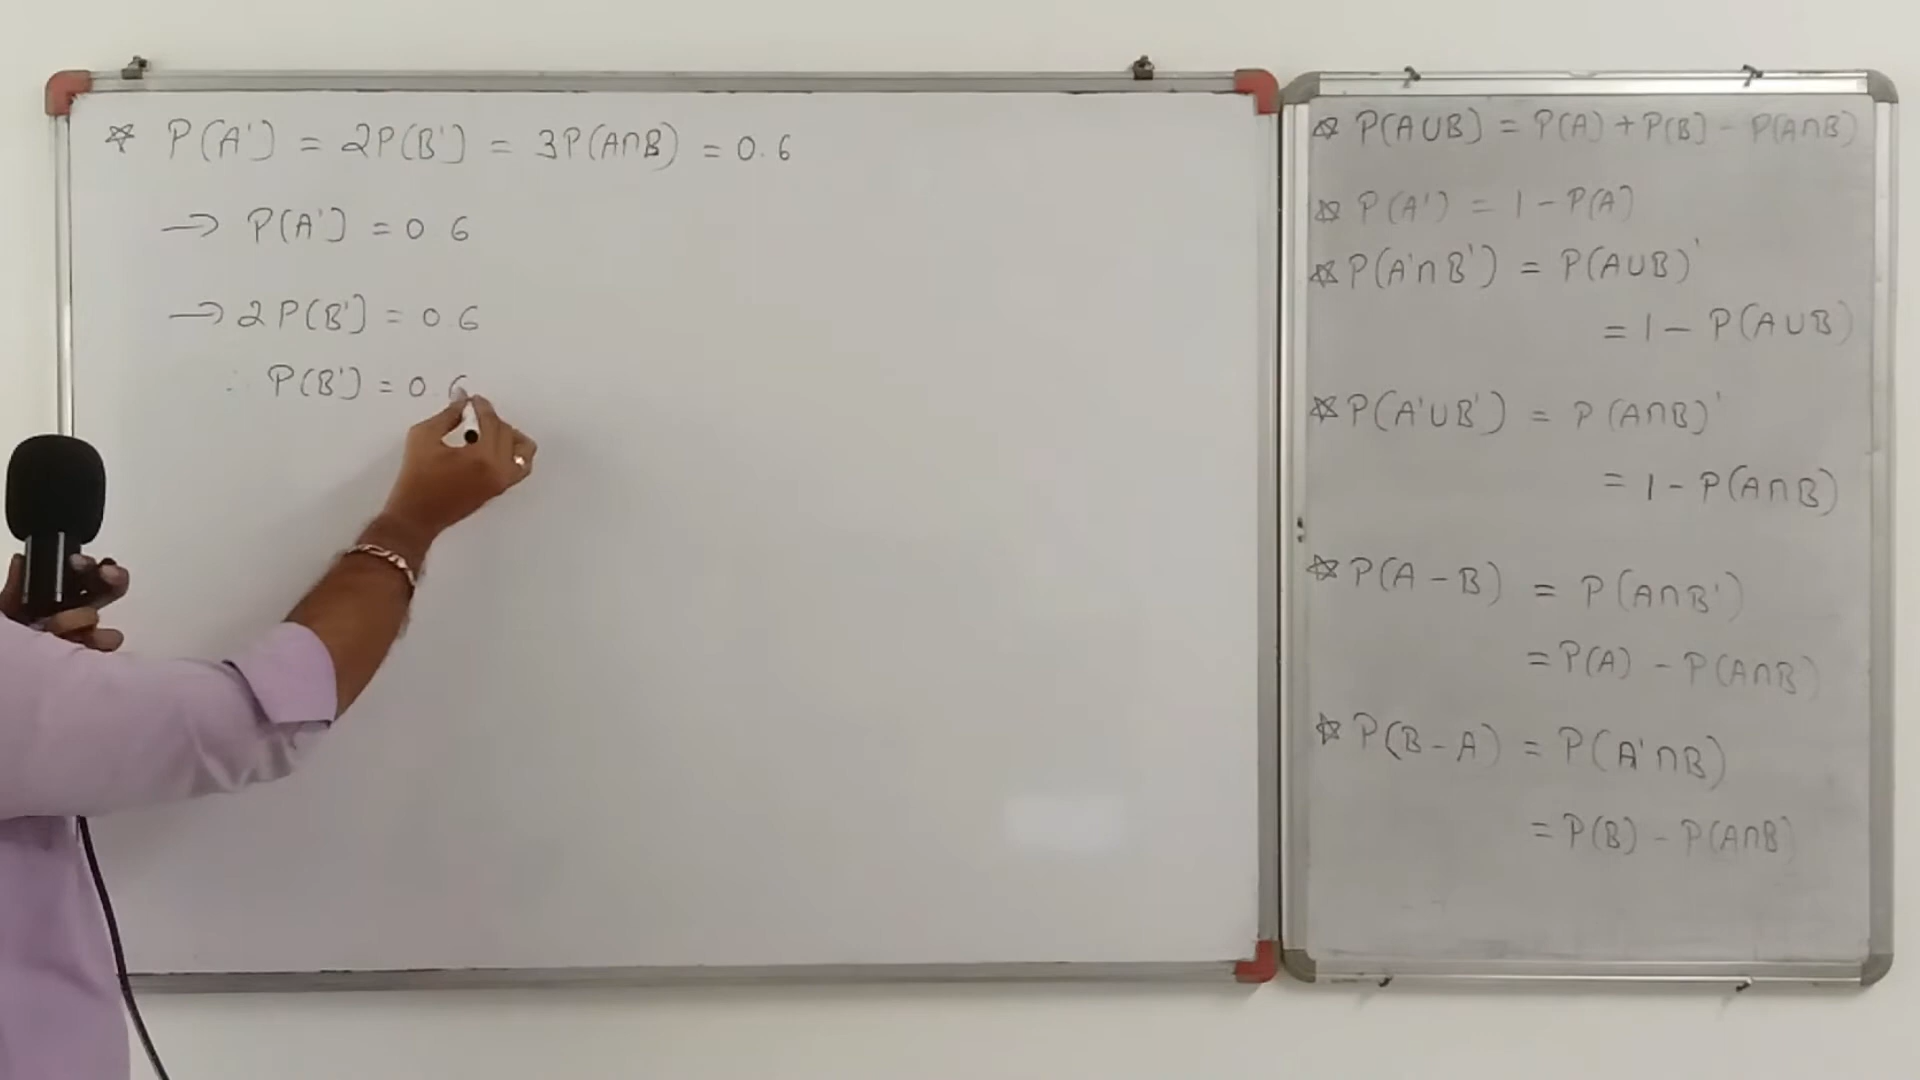 ☆ P(A') = 2P(B') = 3P(A∩B) = 0.6
→ P(A') = 0 6
→ 2P(B') = 0 6
∴ P(B') = 0.6
☆ P(A∪B) = P(A) + P(B) - P(A∩B)
☆ P(A') = 1 - P(A)
☆ P(A'∩B') = P(A∪B)'
= 1 - P(A∪B)
☆ P(A'∪B') = P(A∩B)'
= 1 - P(A∩B)
☆ P(A - B) = P(A∩B')
= P(A) - P(A∩B)
☆ P(B - A) = P(A'∩B)
= P(B) - P(A∩B)